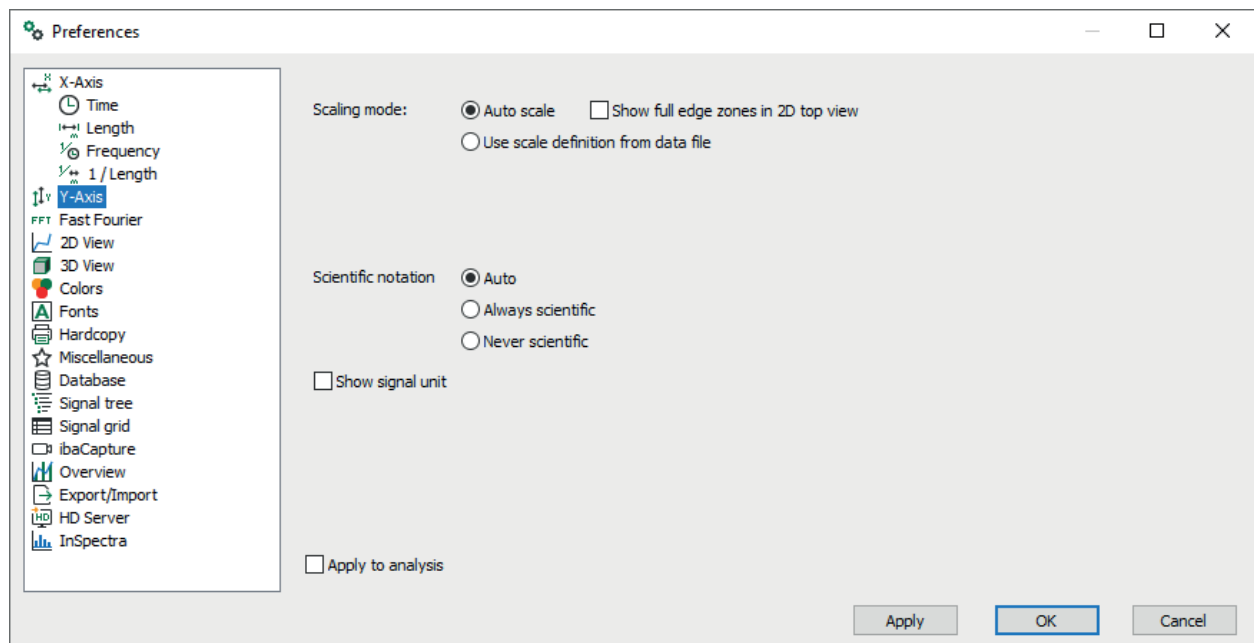 Preferences
X-Axis
Time
Length
Frequency
1 / Length
Y-Axis
FFT Fast Fourier
2D View
3D View
Colors
A Fonts
Hardcopy
Miscellaneous
Database
Signal tree
Signal grid
ibaCapture
Overview
Export/Import
HD HD Server
InSpectra
Scaling mode:
Auto scale
Show full edge zones in 2D top view
Use scale definition from data file
Scientific notation
Auto
Always scientific
Never scientific
Show signal unit
Apply to analysis
Apply
OK
Cancel